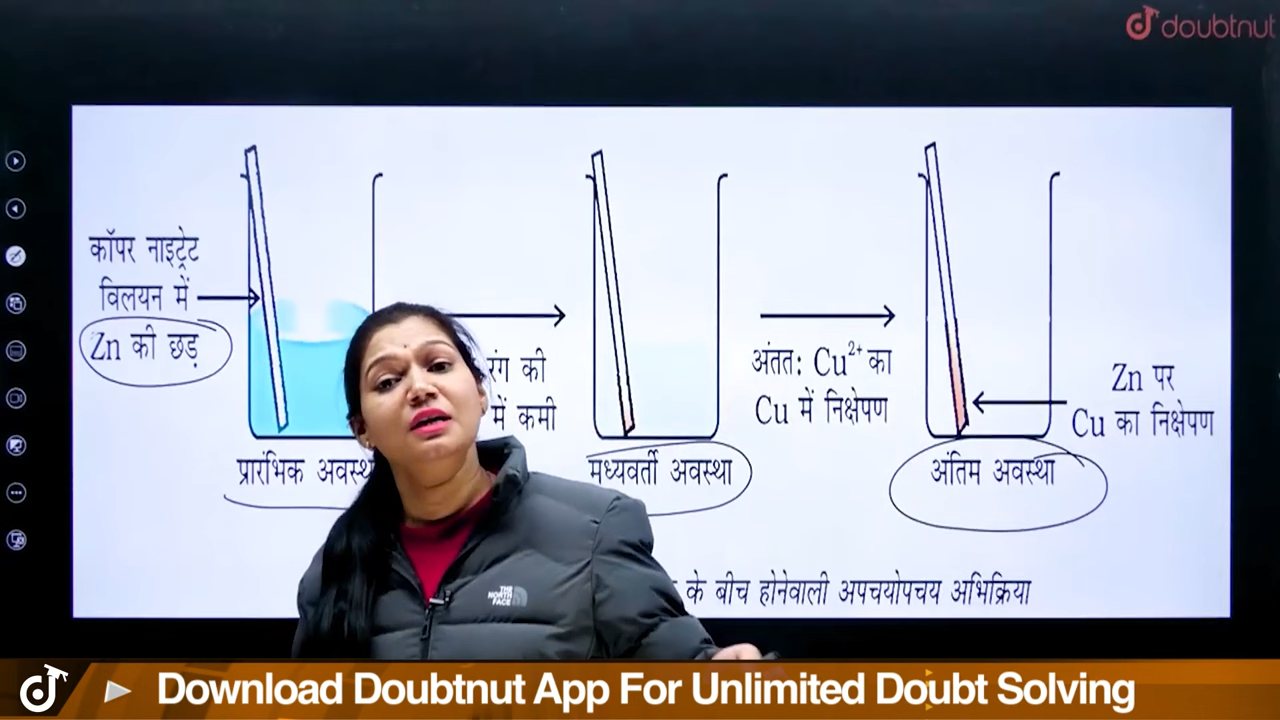 doubtnut
कॉपर नाइट्रेट
विलयन में
Zn की छड़
रंग की
में कमी
अंतत: Cu²⁺ का
Cu में निक्षेपण
Zn पर
Cu का निक्षेपण
प्रारंभिक
मध्यवर्ती अवस्था
अंतिम अवस्था
के बीच होनेवाली अपचयोपचय अभिक्रिया
THE
NORTH
FACE
Download Doubtnut App For Unlimited Doubt Solving